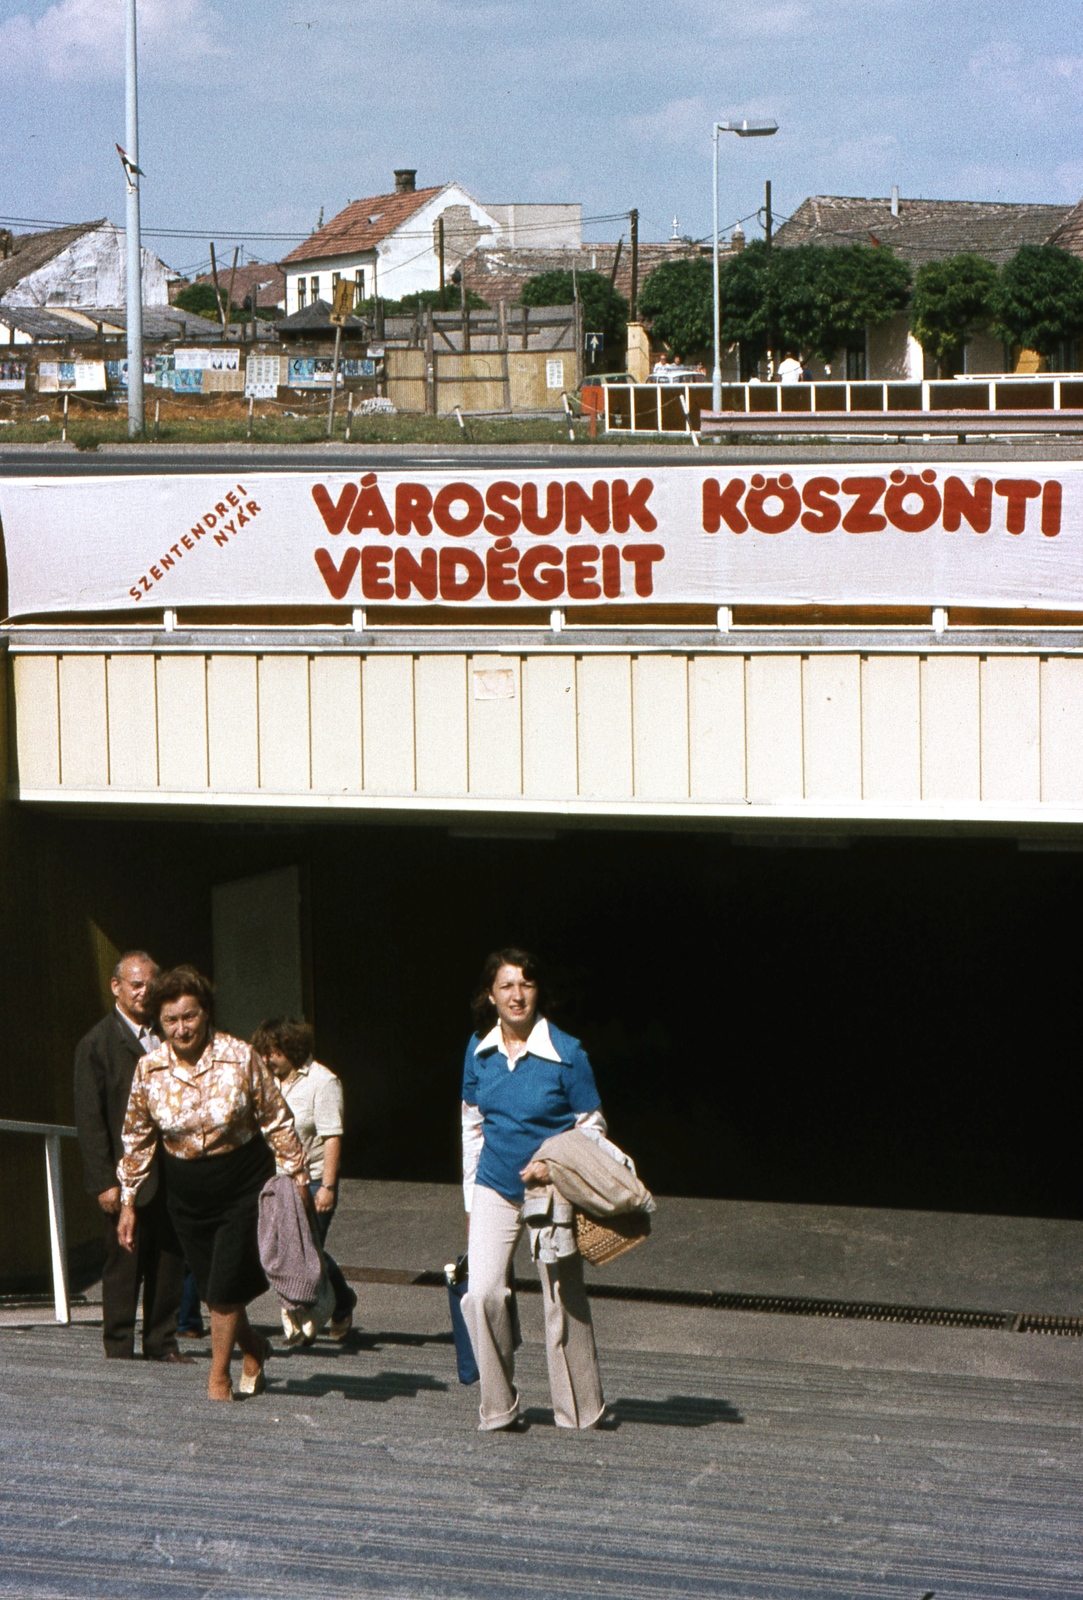 SZENTENDREI
NYÁR
VÁROSUNK KÖSZÖNTI
VENDÉGEIT